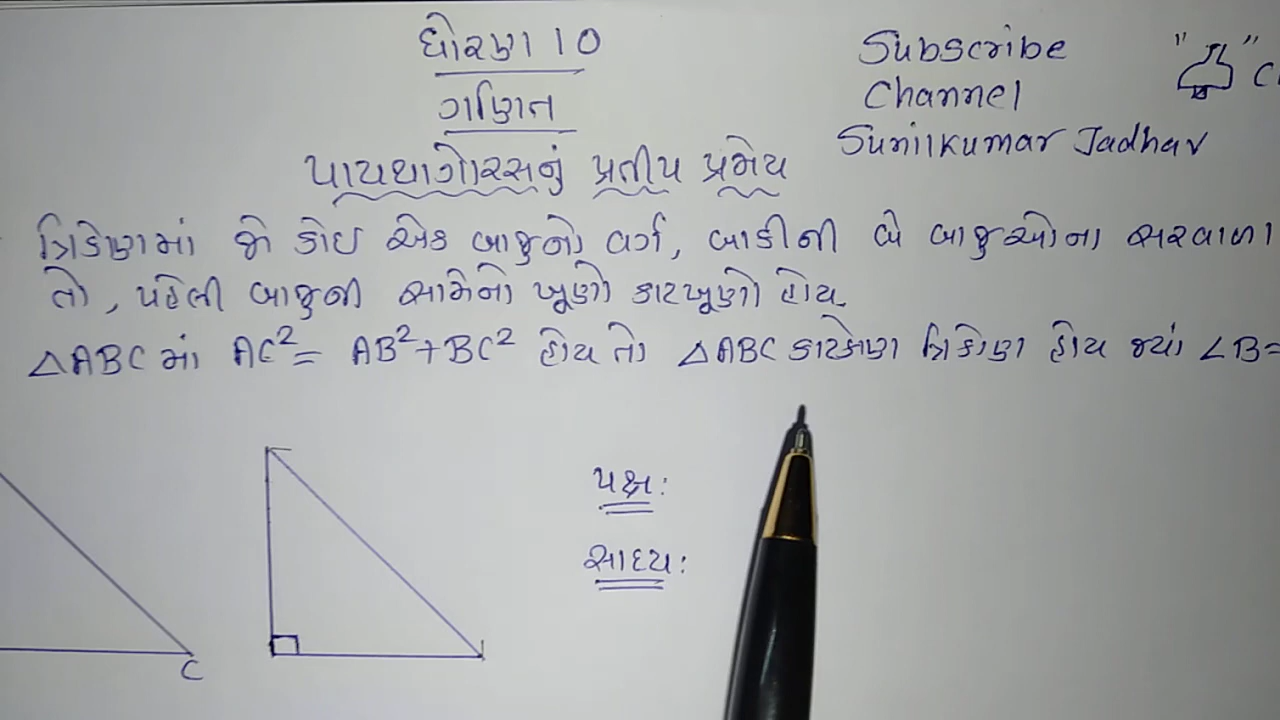 ધોરણ 10
ગણિત
પાયથાગોરસનું પ્રતીપ પ્રમેય
Subscribe
Channel
Sunilkumar Jadhav
ત્રિકોણમાં જો કોઇ એક બાજુનો વર્ગ, બાકીની બે બાજુઓના સરવાળા
તો, પહેલી બાજુની સામેનો ખૂણો કાટખૂણો હોય.
△ABC માં AC² = AB² + BC² હોય તો △ABC કાટકોણ ત્રિકોણ હોય જ્યાં ∠B=
પક્ષ:
સાધ્ય:
C